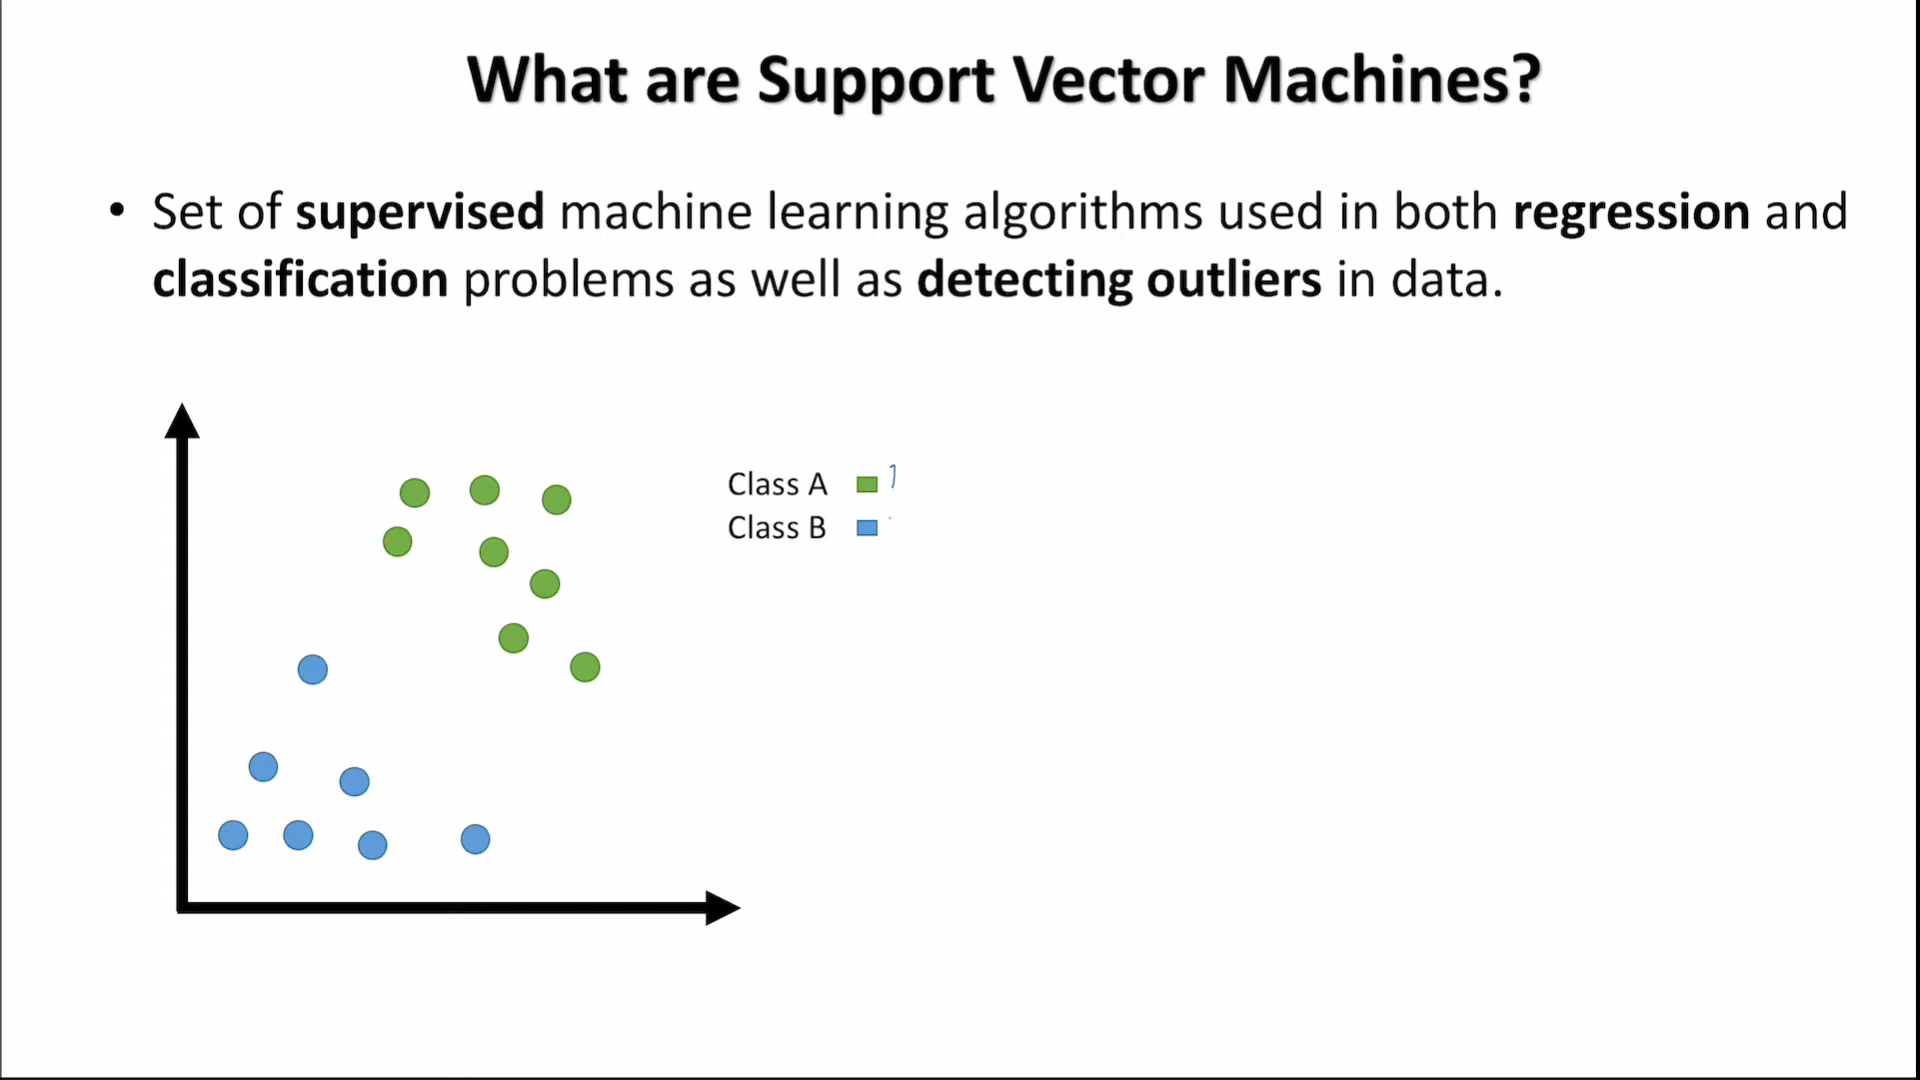 What are Support Vector Machines?
• Set of supervised machine learning algorithms used in both regression and
classification problems as well as detecting outliers in data.
Class A
Class B